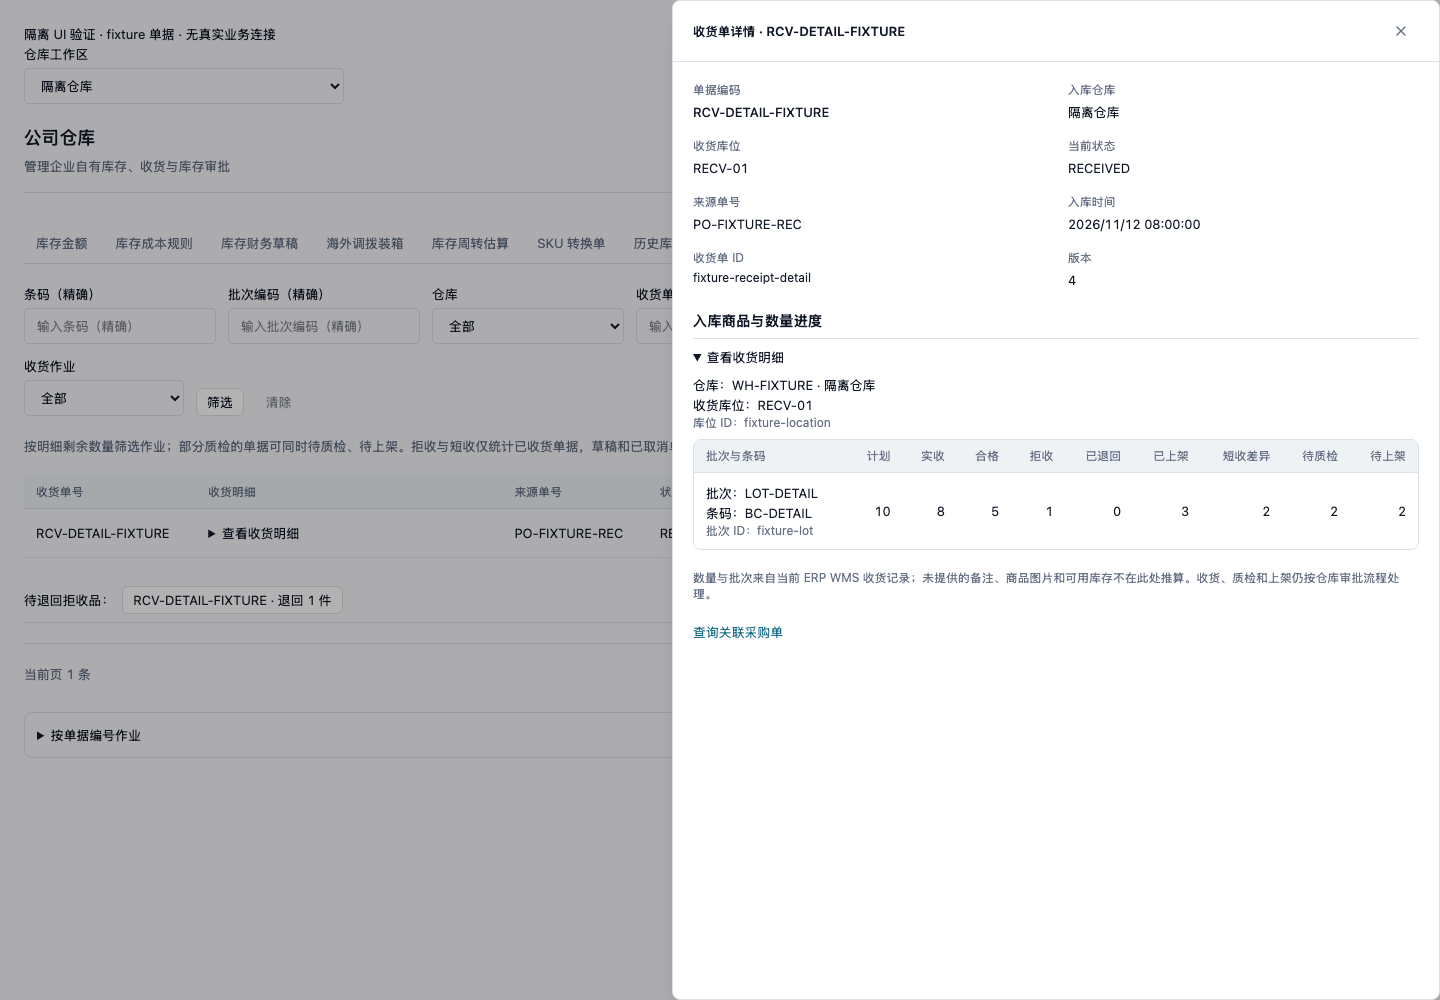 隔离 UI 验证 · fixture 单据 · 无真实业务连接
仓库工作区
隔离仓库
公司仓库
管理企业自有库存、收货与库存审批
库存金额 库存成本规则 库存财务草稿 海外调拨装箱 库存周转估算 SKU 转换单 历史库
条码（精确） 批次编码（精确） 仓库 收货单
输入条码（精确） 输入批次编码（精确） 全部 输入
收货作业
全部 筛选 清除
按明细剩余数量筛选作业；部分质检的单据可同时待质检、待上架。拒收与短收仅统计已收货单据，草稿和已取消
收货单号 收货明细 来源单号 状
RCV-DETAIL-FIXTURE ▶ 查看收货明细 PO-FIXTURE-REC RE
待退回拒收品： RCV-DETAIL-FIXTURE · 退回 1 件
当前页 1 条
▶ 按单据编号作业
收货单详情 · RCV-DETAIL-FIXTURE ×
单据编码 入库仓库
RCV-DETAIL-FIXTURE 隔离仓库
收货库位 当前状态
RECV-01 RECEIVED
来源单号 入库时间
PO-FIXTURE-REC 2026/11/12 08:00:00
收货单 ID 版本
fixture-receipt-detail 4
入库商品与数量进度
▼ 查看收货明细
仓库：WH-FIXTURE · 隔离仓库
收货库位：RECV-01
库位 ID：fixture-location
批次与条码 计划 实收 合格 拒收 已退回 已上架 短收差异 待质检 待上架
批次：LOT-DETAIL
条码：BC-DETAIL 10 8 5 1 0 3 2 2 2
批次 ID：fixture-lot
数量与批次来自当前 ERP WMS 收货记录；未提供的备注、商品图片和可用库存不在此处推算。收货、质检和上架仍按仓库审批流程处
理。
查询关联采购单